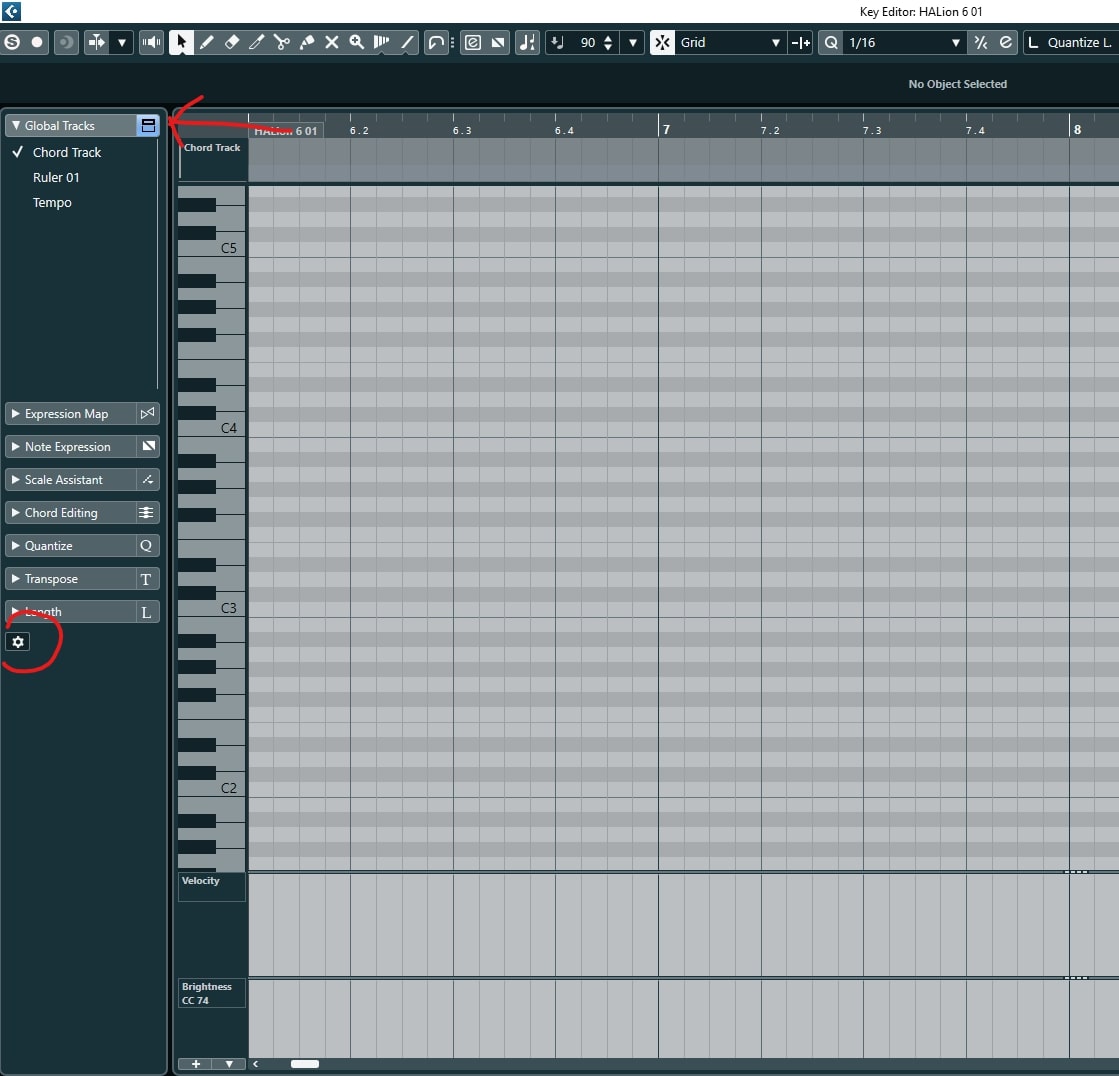 Key Editor: HALion 6 01
90
Grid
Q
1/16
L
Quantize L.
No Object Selected
Global Tracks
Chord Track
Ruler 01
Tempo
Expression Map
Note Expression
Scale Assistant
Chord Editing
Quantize Q
Transpose T
Length L
HALion 6 01
6.2
6.3
6.4
7
7.2
7.3
7.4
8
Chord Track
C5
C4
C3
C2
Velocity
Brightness
CC 74